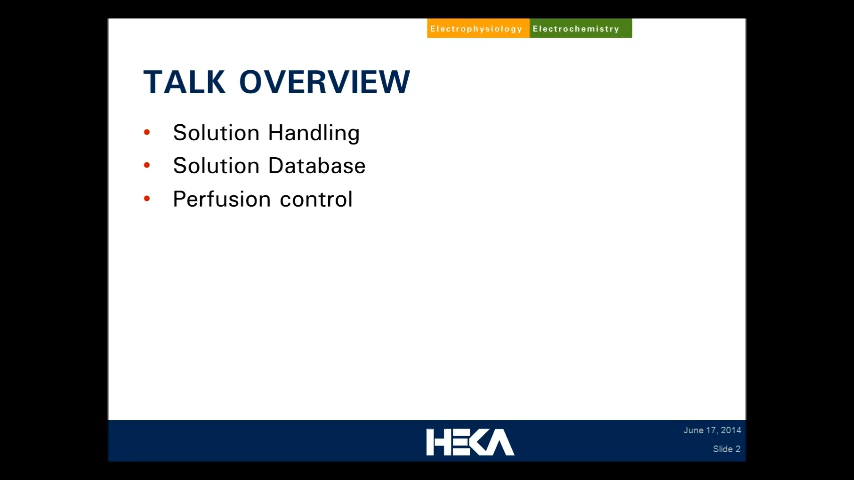 Electrophysiology Electrochemistry
TALK OVERVIEW
• Solution Handling
• Solution Database
• Perfusion control
HEKA
June 17, 2014
Slide 2